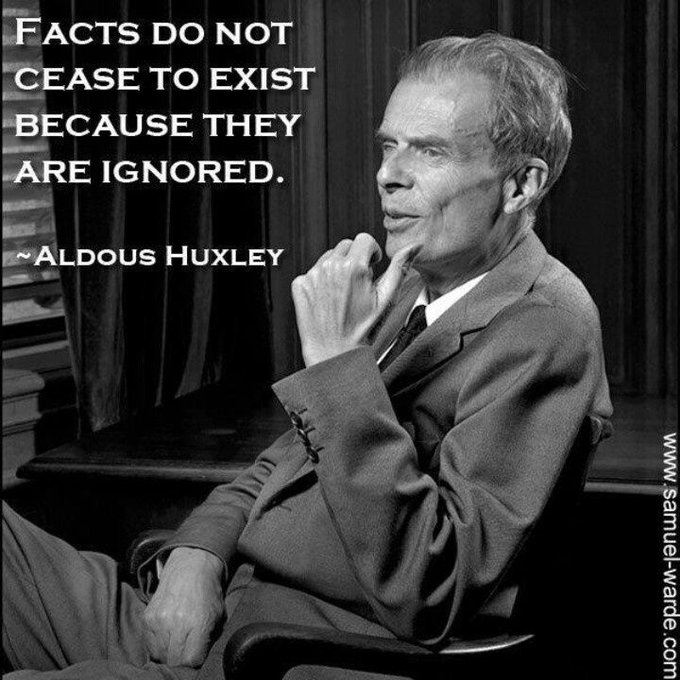 FACTS DO NOT
CEASE TO EXIST
BECAUSE THEY
ARE IGNORED.
~ALDOUS HUXLEY
www.samuel-warde.com